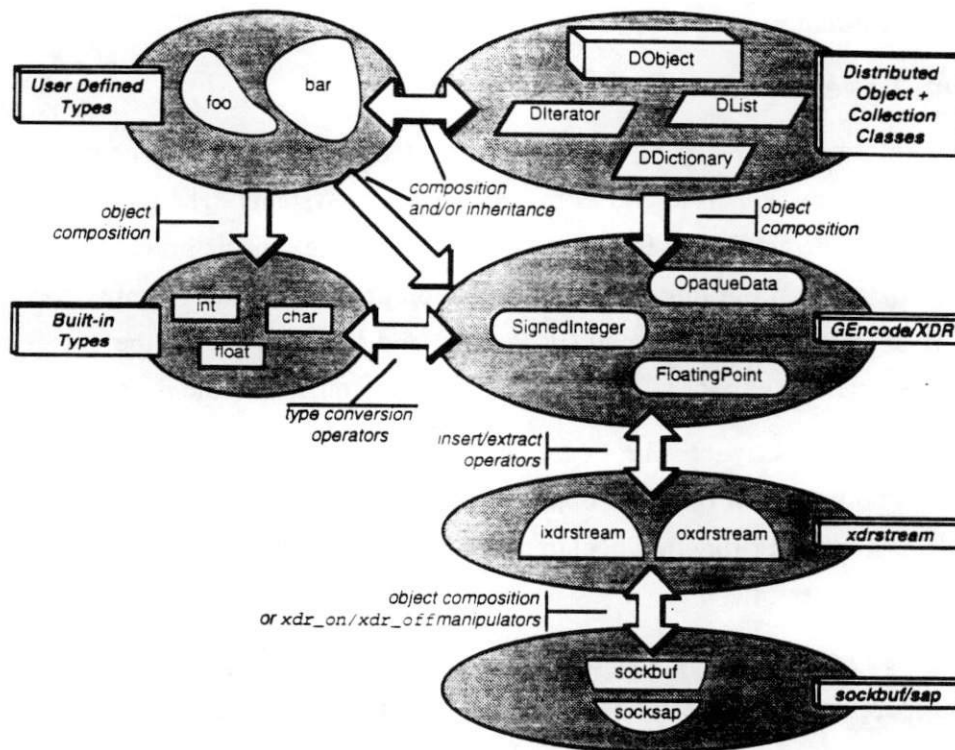 User Defined
Types
foo
bar
DObject
DIterator
DList
DDictionary
Distributed
Object +
Collection
Classes
composition
and/or inheritance
object
composition
object
composition
Built-in
Types
int
char
float
OpaqueData
SignedInteger
FloatingPoint
GEncode/XDR
type conversion
operators
insert/extract
operators
ixdrstream
oxdrstream
xdrstream
object composition
or xdr_on/xdr_off manipulators
sockbuf
socksap
sockbuf/sap